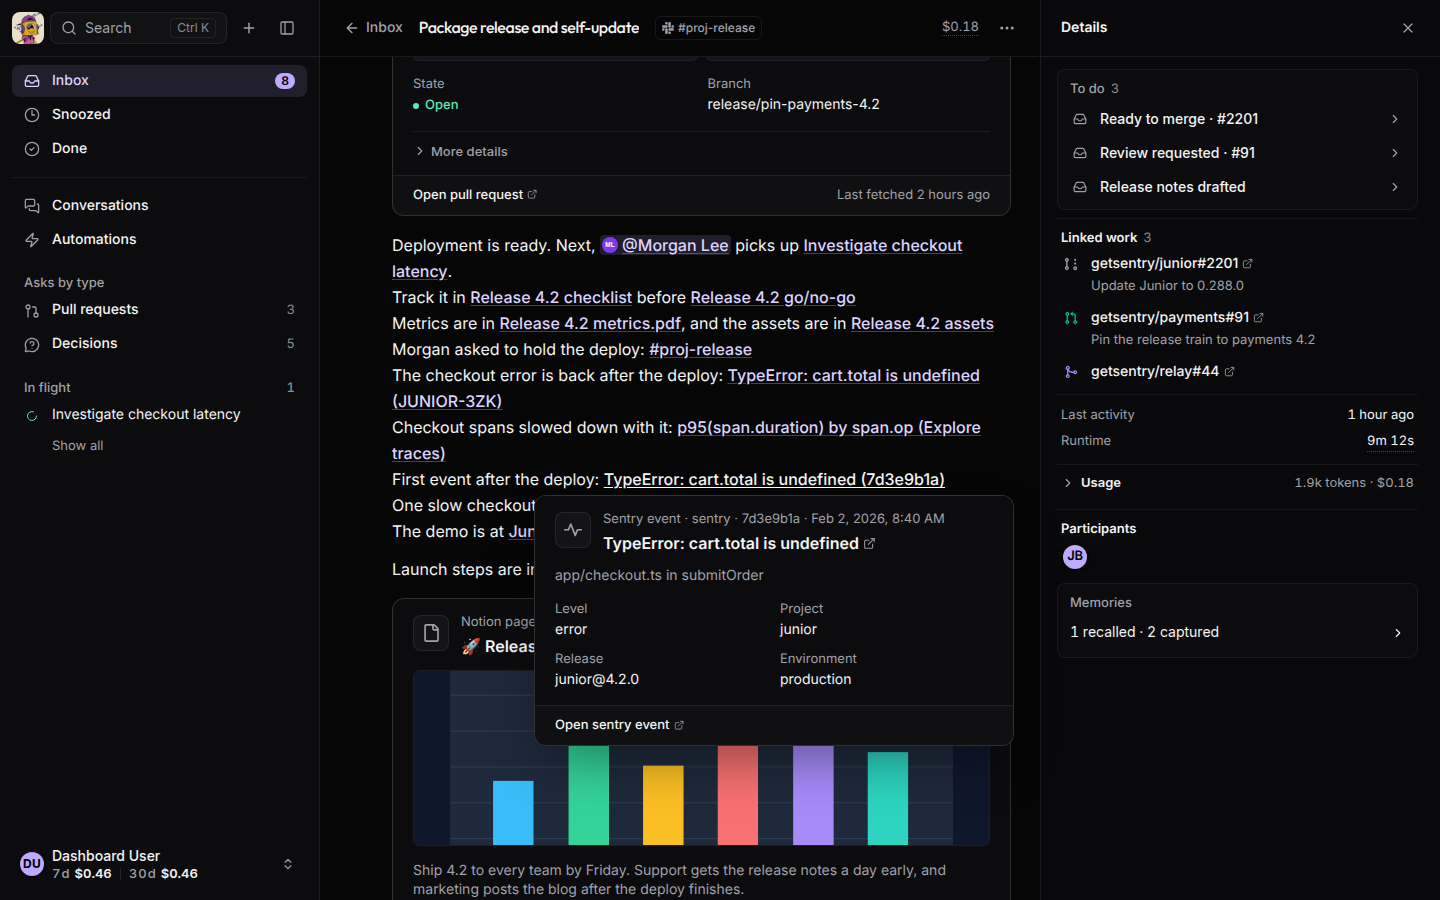 Search
Ctrl K
Inbox
8
Snoozed
Done
Conversations
Automations
Asks by type
Pull requests
3
Decisions
5
In flight
1
Investigate checkout latency
Show all
DU
Dashboard User
7d $0.46 30d $0.46
Inbox
Package release and self-update
#proj-release
$0.18
State
Open
Branch
release/pin-payments-4.2
More details
Open pull request
Last fetched 2 hours ago
Deployment is ready. Next, ML @Morgan Lee picks up Investigate checkout
latency.
Track it in Release 4.2 checklist before Release 4.2 go/no-go
Metrics are in Release 4.2 metrics.pdf, and the assets are in Release 4.2 assets
Morgan asked to hold the deploy: #proj-release
The checkout error is back after the deploy: TypeError: cart.total is undefined
(JUNIOR-3ZK)
Checkout spans slowed down with it: p95(span.duration) by span.op (Explore
traces)
First event after the deploy: TypeError: cart.total is undefined (7d3e9b1a)
One slow checkout
The demo is at Jun
Launch steps are in
Sentry event · sentry · 7d3e9b1a · Feb 2, 2026, 8:40 AM
TypeError: cart.total is undefined
app/checkout.ts in submitOrder
Level
error
Project
junior
Release
junior@4.2.0
Environment
production
Open sentry event
Notion page
🚀 Releas
Ship 4.2 to every team by Friday. Support gets the release notes a day early, and
marketing posts the blog after the deploy finishes.
Details
To do 3
Ready to merge · #2201
Review requested · #91
Release notes drafted
Linked work 3
getsentry/junior#2201
Update Junior to 0.288.0
getsentry/payments#91
Pin the release train to payments 4.2
getsentry/relay#44
Last activity
1 hour ago
Runtime
9m 12s
Usage
1.9k tokens · $0.18
Participants
JB
Memories
1 recalled · 2 captured